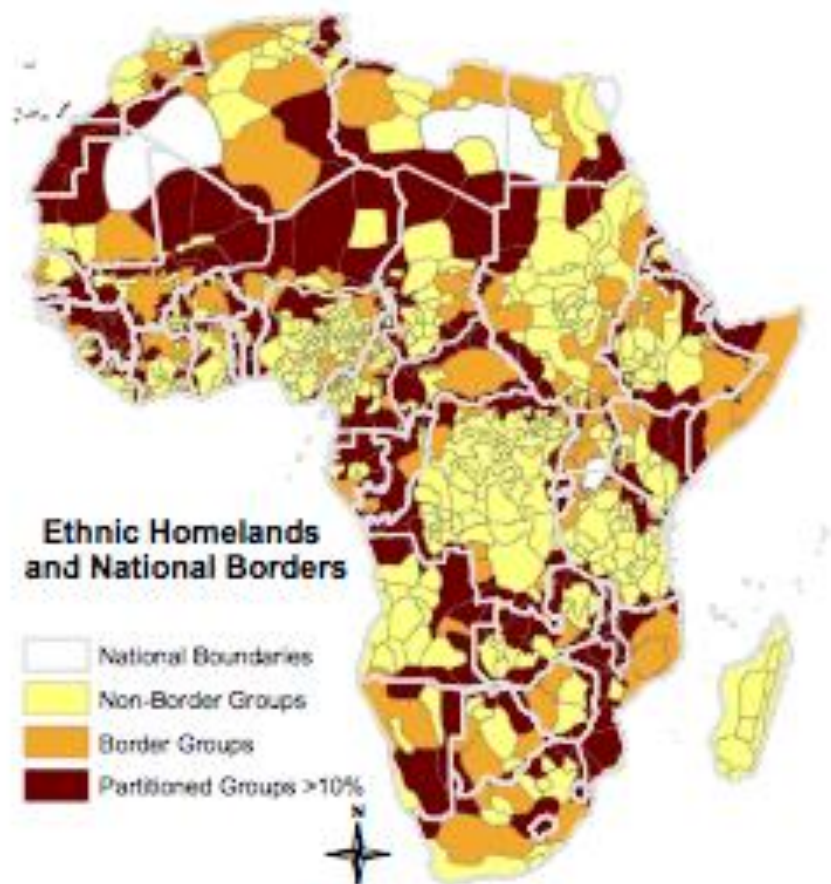 Ethnic Homelands
and National Borders
National Boundaries
Non-Border Groups
Border Groups
Partitioned Groups >10%
N